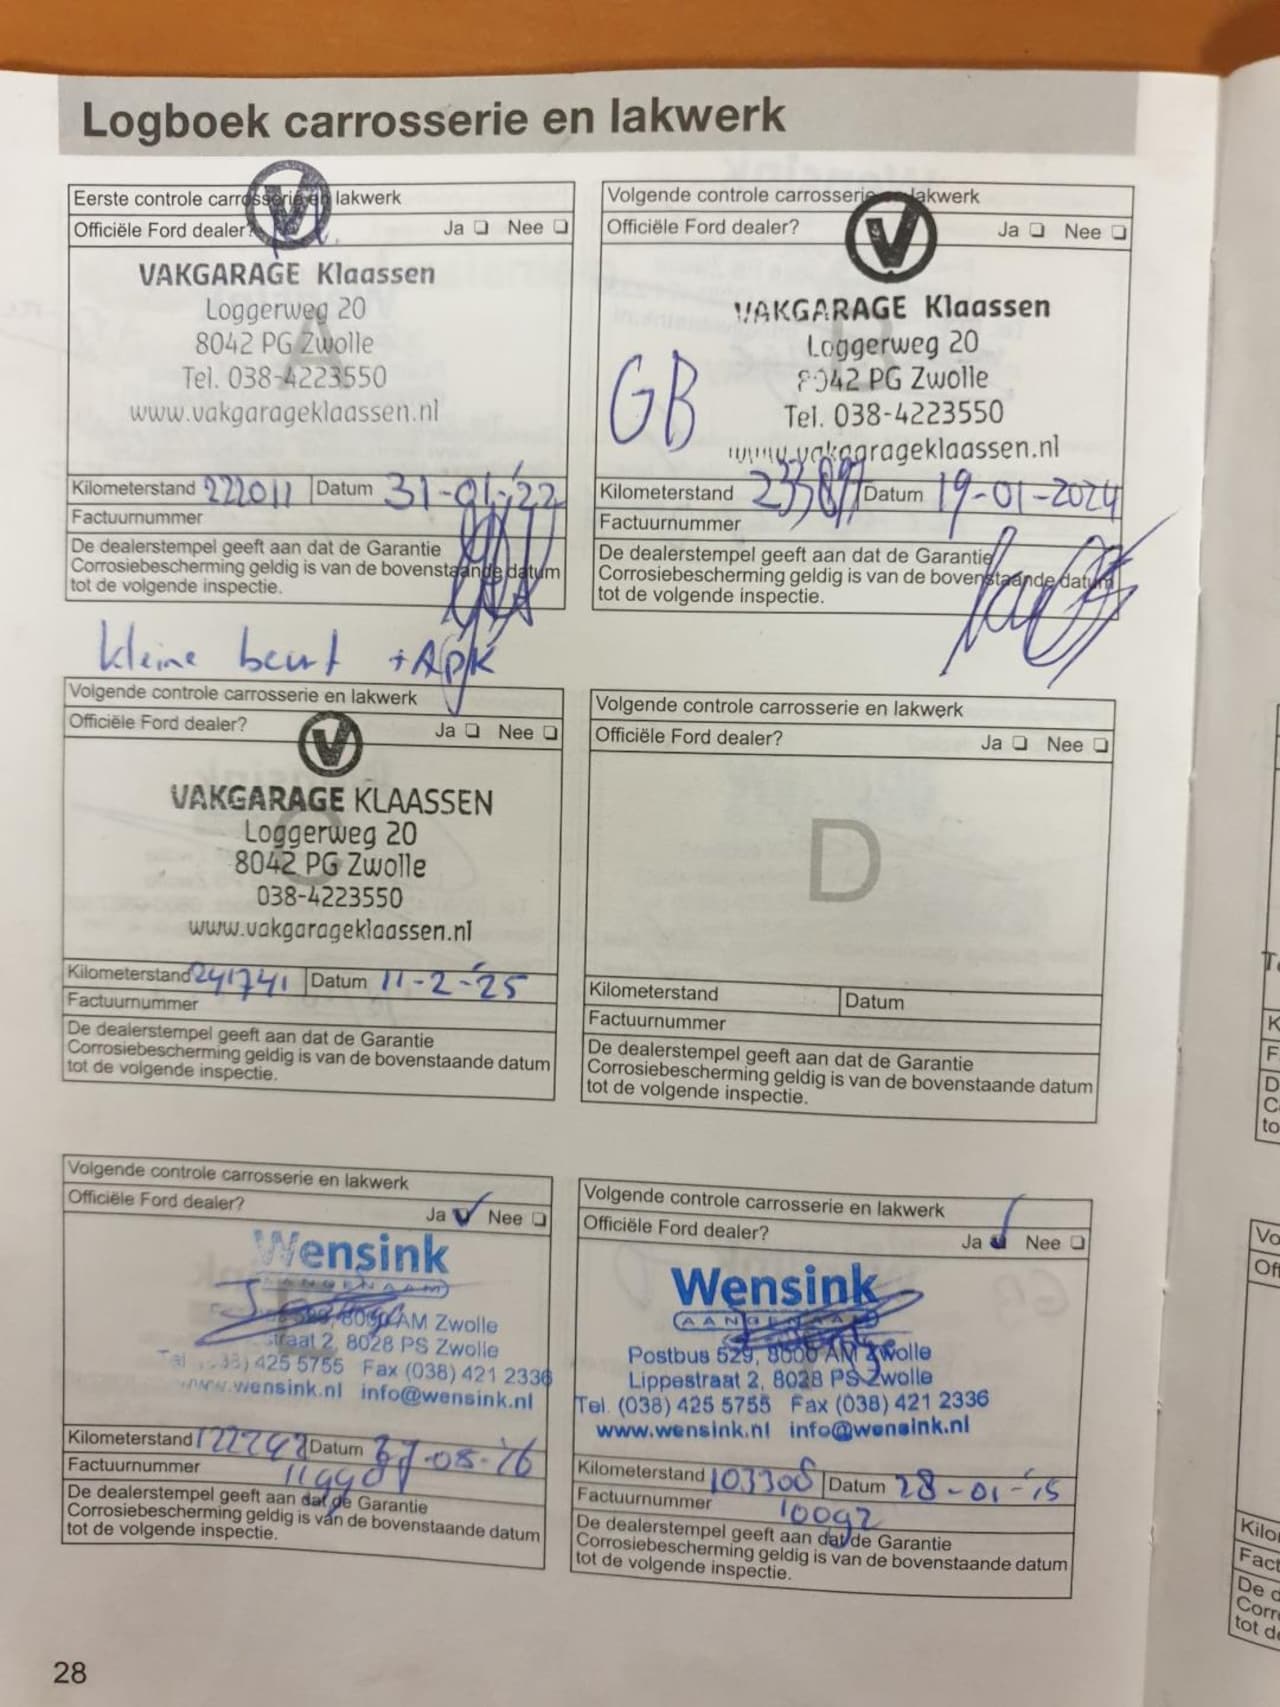 Logboek carrosserie en lakwerk
Eerste controle carrosserie en lakwerk
Officiële Ford dealer? Ja Nee
VAKGARAGE Klaassen
Loggerweg 20
8042 PG Zwolle
Tel. 038-4223550
www.vakgarageklaassen.nl
Kilometerstand 222011 Datum 31-01-'22
Factuurnummer
De dealerstempel geeft aan dat de Garantie
Corrosiebescherming geldig is van de bovenstaande datum
tot de volgende inspectie.
kleine beurt + APK
Volgende controle carrosserie en lakwerk
Officiële Ford dealer? Ja Nee
VAKGARAGE Klaassen
Loggerweg 20
8042 PG Zwolle
GB
Tel. 038-4223550
www.vakgarageklaassen.nl
Kilometerstand Datum 19-01-2024
Factuurnummer
De dealerstempel geeft aan dat de Garantie
Corrosiebescherming geldig is van de bovenstaande datum
tot de volgende inspectie.
Volgende controle carrosserie en lakwerk
Officiële Ford dealer? Ja Nee
VAKGARAGE KLAASSEN
Loggerweg 20
8042 PG Zwolle
038-4223550
www.vakgarageklaassen.nl
Kilometerstand 241741 Datum 11-2-'25
Factuurnummer
De dealerstempel geeft aan dat de Garantie
Corrosiebescherming geldig is van de bovenstaande datum
tot de volgende inspectie.
Volgende controle carrosserie en lakwerk
Officiële Ford dealer? Ja Nee
D
Kilometerstand Datum
Factuurnummer
De dealerstempel geeft aan dat de Garantie
Corrosiebescherming geldig is van de bovenstaande datum
tot de volgende inspectie.
Volgende controle carrosserie en lakwerk
Officiële Ford dealer? Ja Nee
Wensink
AANGENAAM
AM Zwolle
straat 2, 8028 PS Zwolle
Tel. (038) 425 5755 Fax (038) 421 2336
www.wensink.nl info@wensink.nl
Kilometerstand Datum
Factuurnummer
De dealerstempel geeft aan dat de Garantie
Corrosiebescherming geldig is van de bovenstaande datum
tot de volgende inspectie.
Volgende controle carrosserie en lakwerk
Officiële Ford dealer? Ja Nee
Wensink
AANGENAAM
Postbus 529, 8000 AM Zwolle
Lippestraat 2, 8028 PS Zwolle
Tel. (038) 425 5755 Fax (038) 421 2336
www.wensink.nl info@wensink.nl
Kilometerstand 103308 Datum 28-01-'15
Factuurnummer 10092
De dealerstempel geeft aan dat de Garantie
Corrosiebescherming geldig is van de bovenstaande datum
tot de volgende inspectie.
28